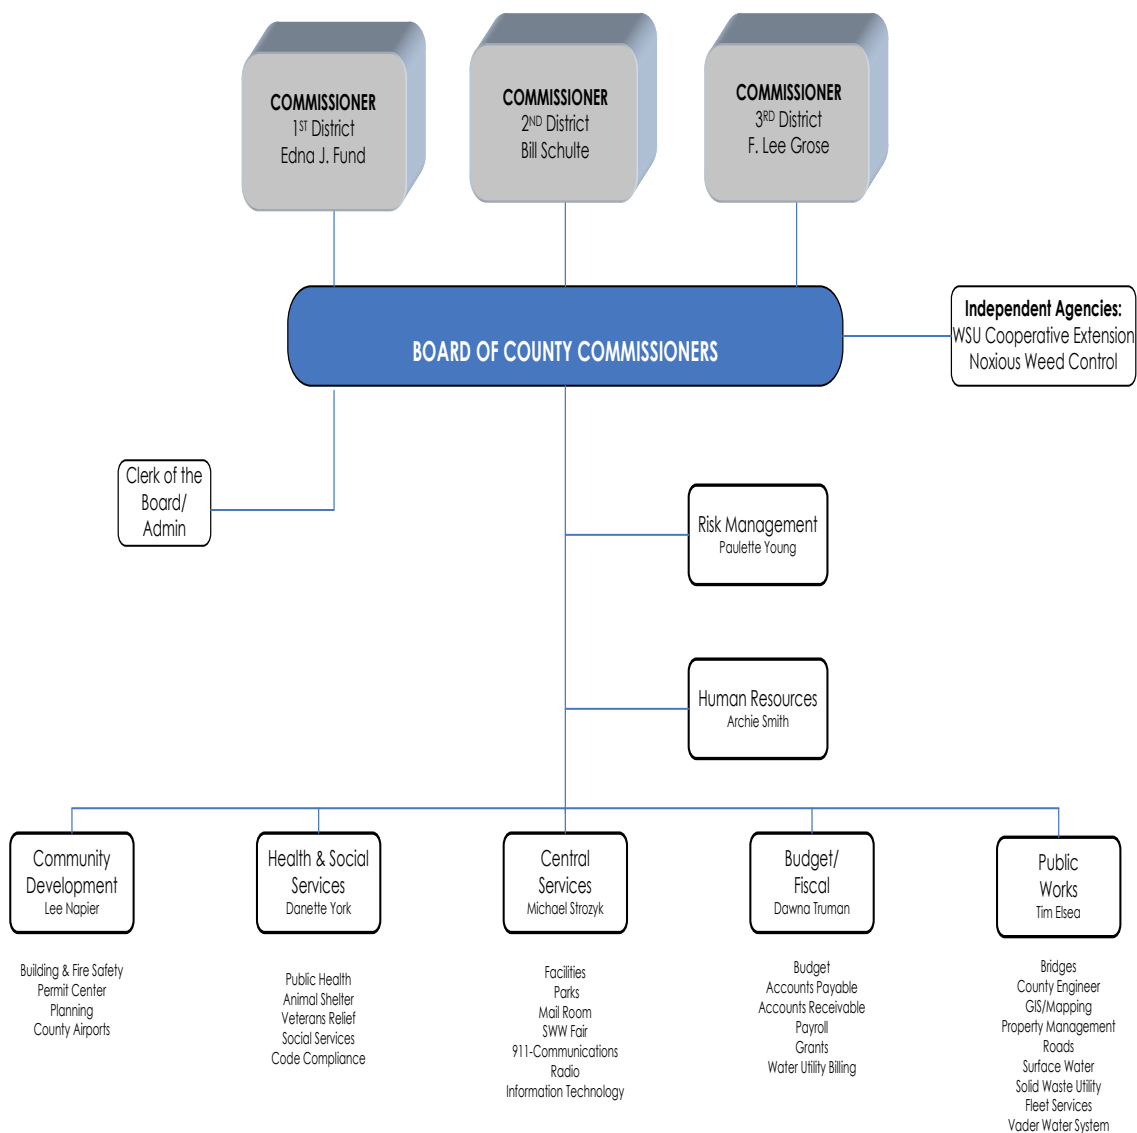 COMMISSIONER
1ST District
Edna J. Fund
COMMISSIONER
2ND District
Bill Schulte
COMMISSIONER
3RD District
F. Lee Grose
BOARD OF COUNTY COMMISSIONERS
Independent Agencies:
WSU Cooperative Extension
Noxious Weed Control
Clerk of the
Board/
Admin
Risk Management
Paulette Young
Human Resources
Archie Smith
Community
Development
Lee Napier
Building & Fire Safety
Permit Center
Planning
County Airports
Health & Social
Services
Danette York
Public Health
Animal Shelter
Veterans Relief
Social Services
Code Compliance
Central
Services
Michael Strozyk
Facilities
Parks
Mail Room
SWW Fair
911-Communications
Radio
Information Technology
Budget/
Fiscal
Dawna Truman
Budget
Accounts Payable
Accounts Receivable
Payroll
Grants
Water Utility Billing
Public
Works
Tim Elsea
Bridges
County Engineer
GIS/Mapping
Property Management
Roads
Surface Water
Solid Waste Utility
Fleet Services
Vader Water System